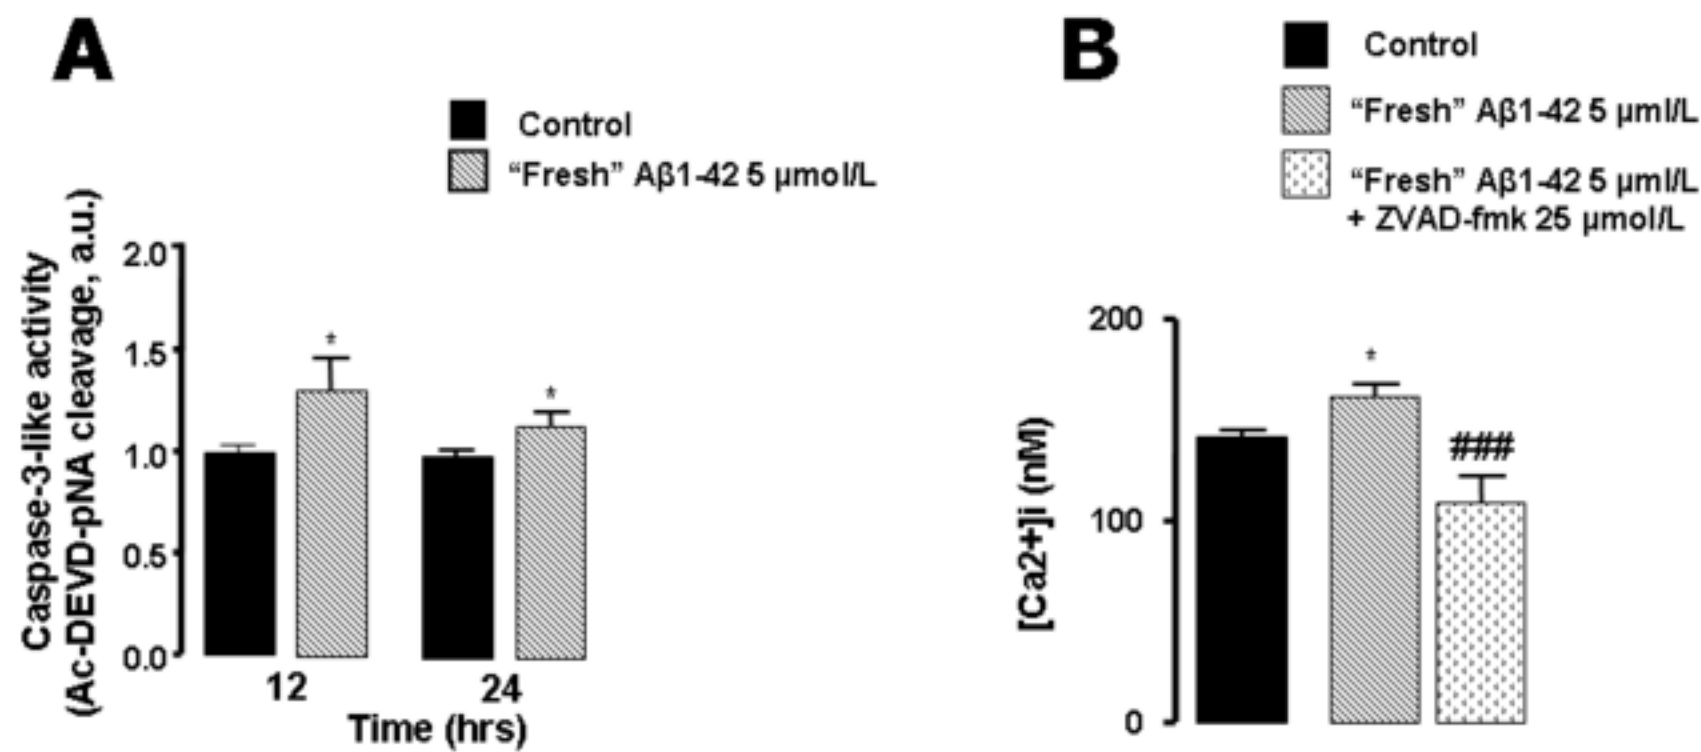 A
Control
“Fresh” Aβ1-42 5 µmol/L
Caspase-3-like activity
(Ac-DEVD-pNA cleavage, a.u.)
2.0
1.5
1.0
0.5
0.0
*
*
12
24
Time (hrs)
B
Control
“Fresh” Aβ1-42 5 µml/L
“Fresh” Aβ1-42 5 µml/L
+ ZVAD-fmk 25 µmol/L
[Ca2+]i (nM)
200
100
0
*
###